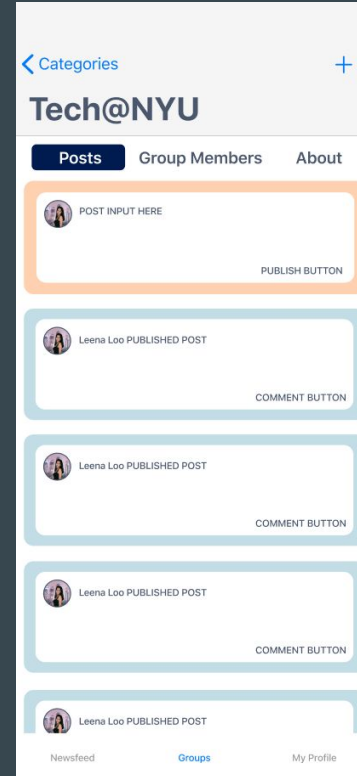 Categories +
Tech@NYU
Posts Group Members About
POST INPUT HERE
PUBLISH BUTTON
Leena Loo PUBLISHED POST
COMMENT BUTTON
Leena Loo PUBLISHED POST
COMMENT BUTTON
Leena Loo PUBLISHED POST
COMMENT BUTTON
Leena Loo PUBLISHED POST
Newsfeed Groups My Profile